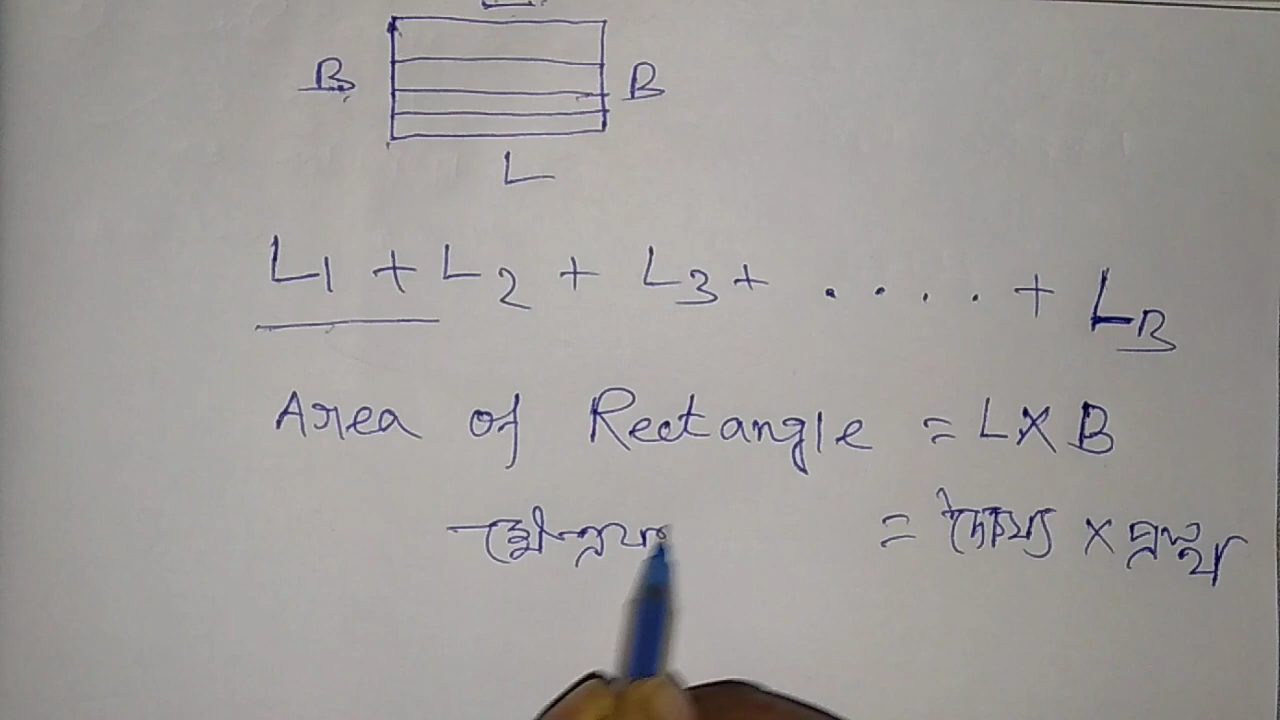 B B
L
L1 + L2 + L3 + .... + LB
Area of Rectangle = L X B
= দৈর্ঘ্য × প্রস্থ